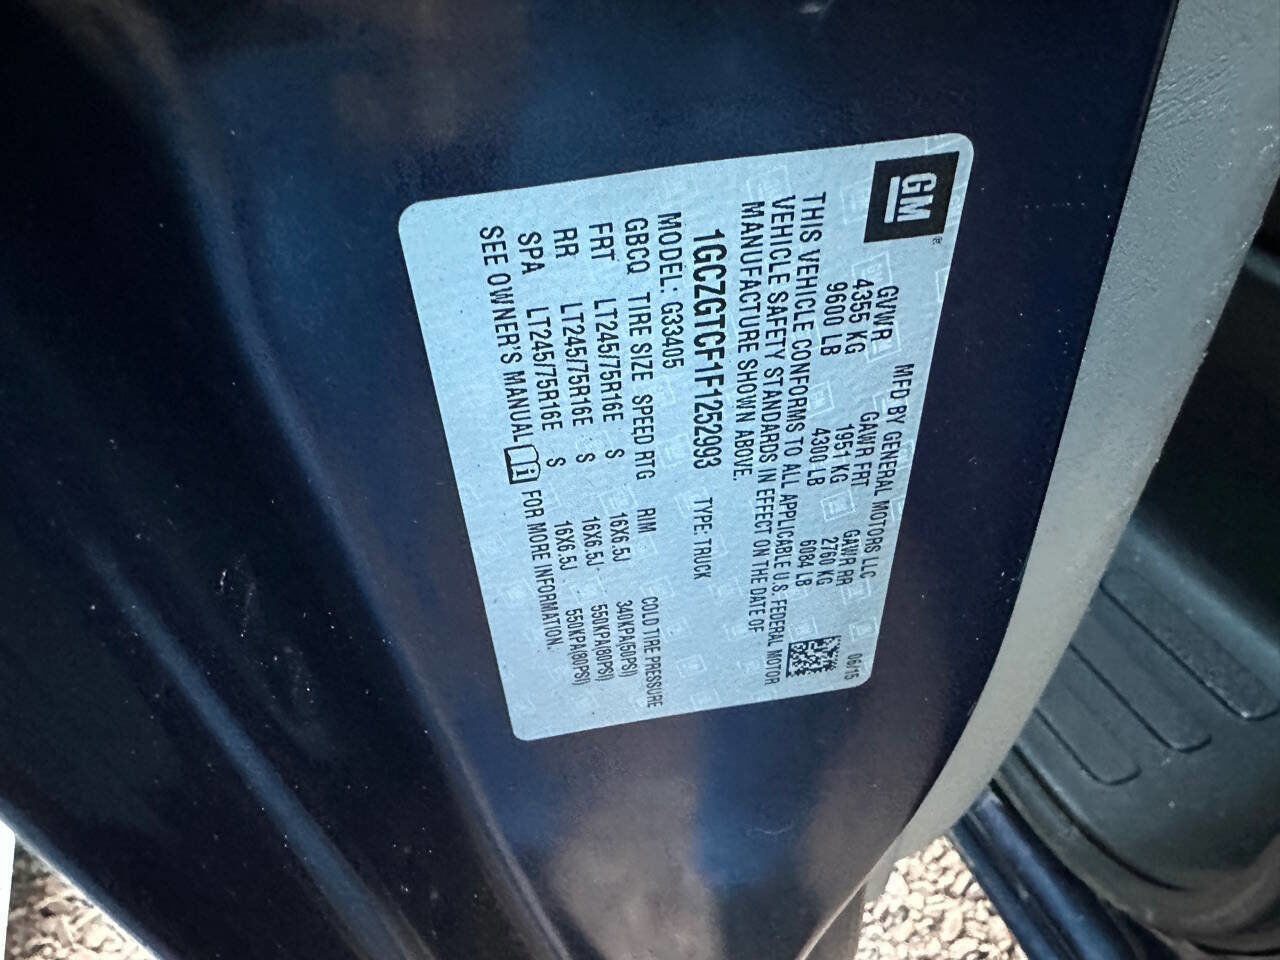 GM
MFD BY GENERAL MOTORS LLC 06/15
GVWR GAWR FRT GAWR RR
4355 KG 1951 KG 2760 KG
9600 LB 4300 LB 6084 LB
THIS VEHICLE CONFORMS TO ALL APPLICABLE U.S. FEDERAL MOTOR
VEHICLE SAFETY STANDARDS IN EFFECT ON THE DATE OF
MANUFACTURE SHOWN ABOVE.
1GCZGTCF1F1252993 TYPE: TRUCK
MODEL: G33405
GBCQ TIRE SIZE SPEED RTG RIM COLD TIRE PRESSURE
FRT LT245/75R16E S 16X6.5J 340KPA(50PSI)
RR LT245/75R16E S 16X6.5J 550KPA(80PSI)
SPA LT245/75R16E S 16X6.5J 550KPA(80PSI)
SEE OWNER'S MANUAL FOR MORE INFORMATION.